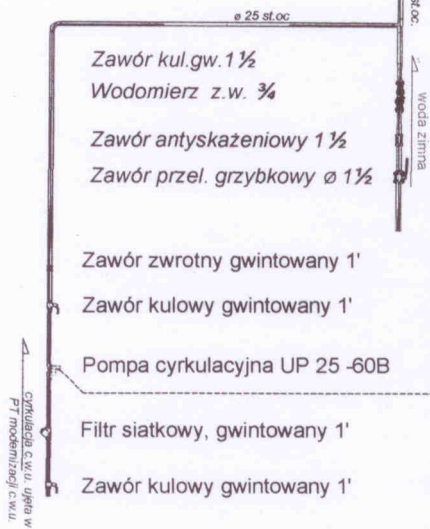 st.oc.
ø 25 st.oc
Zawór kul.gw. 1 ½
Wodomierz z.w. ¾
Zawór antyskażeniowy 1 ½
Zawór przel. grzybkowy ø 1½
woda zimna
Zawór zwrotny gwintowany 1'
Zawór kulowy gwintowany 1'
Pompa cyrkulacyjna UP 25 -60B
Filtr siatkowy, gwintowany 1'
Zawór kulowy gwintowany 1'
cyrkulacja c.w.u. ujęta w
PT modernizacji c.w.u.